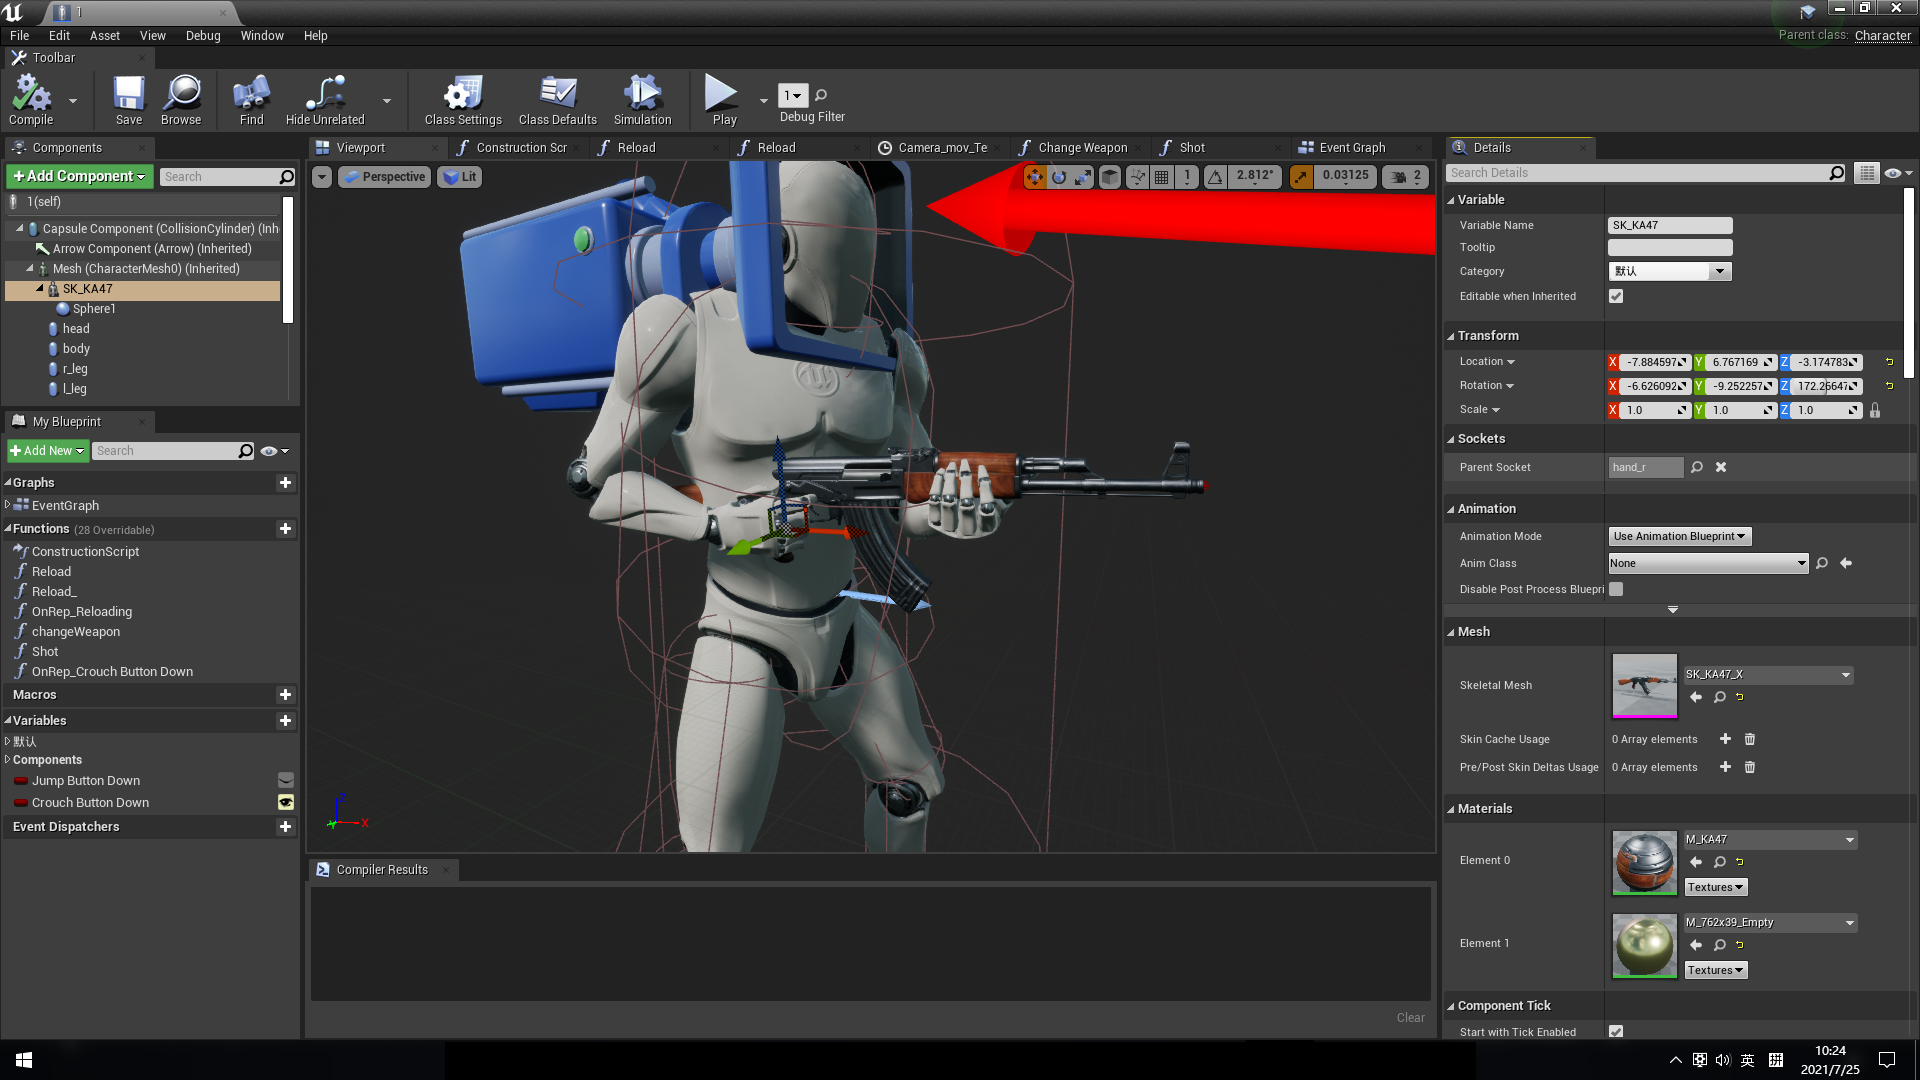 1
File Edit Asset View Debug Window Help
Parent class: Character
Toolbar
Compile Save Browse Find Hide Unrelated Class Settings Class Defaults Simulation Play
1
Debug Filter
Components
+Add Component
Search
1(self)
Capsule Component (CollisionCylinder) (Inh
Arrow Component (Arrow) (Inherited)
Mesh (CharacterMesh0) (Inherited)
SK_KA47
Sphere1
head
body
r_leg
l_leg
My Blueprint
+Add New
Search
Graphs
EventGraph
Functions (28 Overridable)
ConstructionScript
Reload
Reload_
OnRep_Reloading
changeWeapon
Shot
OnRep_Crouch Button Down
Macros
Variables
默认
Components
Jump Button Down
Crouch Button Down
Event Dispatchers
Viewport Construction Scr Reload Reload Camera_mov_Te Change Weapon Shot Event Graph
Perspective Lit
1 2.812° 0.03125 2
Z
X
Y
Compiler Results
Clear
Details
Search Details
Variable
Variable Name SK_KA47
Tooltip
Category 默认
Editable when Inherited
Transform
Location X -7.884597 Y 6.767169 Z -3.174783
Rotation X -6.626092 Y -9.252257 Z 172.26647
Scale X 1.0 Y 1.0 Z 1.0
Sockets
Parent Socket hand_r
Animation
Animation Mode Use Animation Blueprint
Anim Class None
Disable Post Process Bluepri
Mesh
Skeletal Mesh SK_KA47_X
Skin Cache Usage 0 Array elements
Pre/Post Skin Deltas Usage 0 Array elements
Materials
Element 0 M_KA47
Textures
Element 1 M_762x39_Empty
Textures
Component Tick
Start with Tick Enabled
英
10:24
2021/7/25